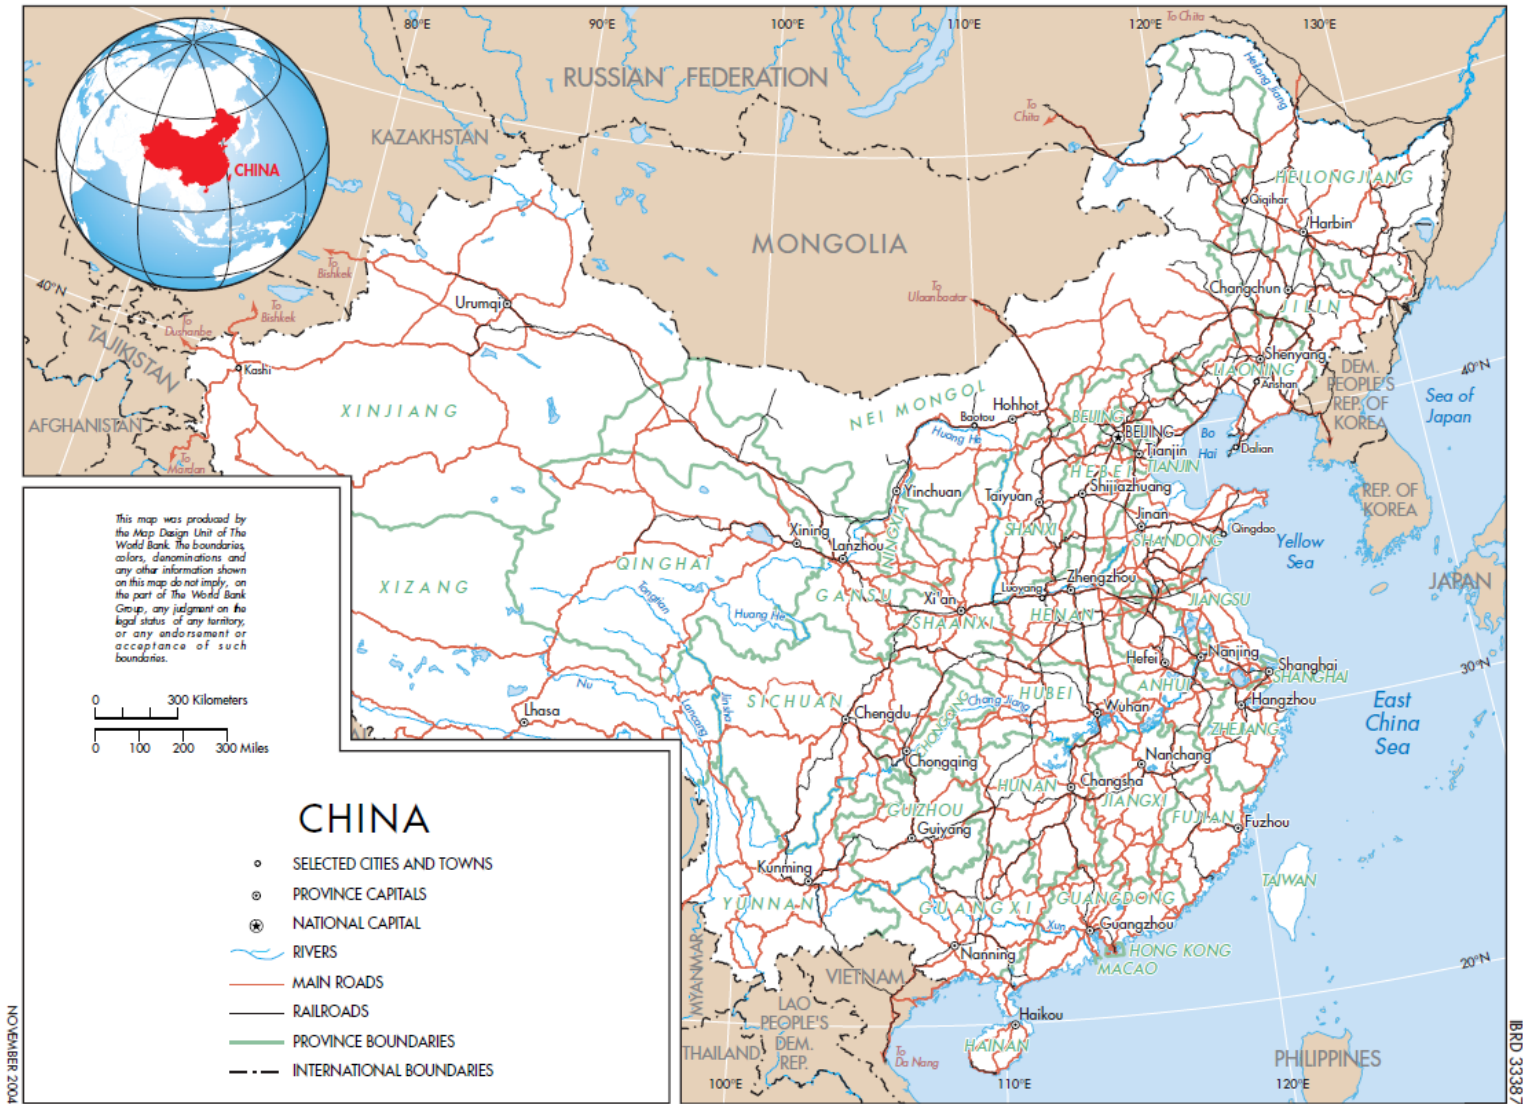 80°E
90°E
100°E
110°E
120°E
130°E
To Chita
RUSSIAN FEDERATION
Heilong Jiang
To
Chita
KAZAKHSTAN
CHINA
HEILONGJIANG
Qiqihar
Harbin
MONGOLIA
To
Bishkek
40°N
To
Ulaanbaatar
Changchun
JILIN
Urumqi
To
Bishkek
To
Dushanbe
TAJIKISTAN
Kashi
Shenyang
LIAONING
Anshan
DEM.
PEOPLE'S
REP. OF
KOREA
40°N
Sea of
Japan
XINJIANG
NEI MONGOL
Hohhot
Baotou
Huang He
BEIJING
BEIJING
Bo
Hai
Dalian
AFGHANISTAN
To
Mardan
Tianjin
TIANJIN
HEBEI
Shijiazhuang
Yinchuan
Taiyuan
REP. OF
KOREA
This map was produced by
the Map Design Unit of The
World Bank. The boundaries,
colors, denominations and
any other information shown
on this map do not imply, on
the part of The World Bank
Group, any judgment on the
legal status of any territory,
or any endorsement or
acceptance of such
boundaries.
Xining
Lanzhou
NINGXIA
SHANXI
Jinan
SHANDONG
Qingdao
Yellow
Sea
JAPAN
QINGHAI
XIZANG
Tongtian
Huang He
GANSU
Xi'an
Luoyang
Zhengzhou
JIANGSU
SHAANXI
HENAN
Hefei
Nanjing
Shanghai
SHANGHAI
30°N
0 300 Kilometers
0 100 200 300 Miles
Nu
Lhasa
Lancang
Jinsha
SICHUAN
Chengdu
CHONGQING
Chang Jiang
HUBEI
ANHUI
Wuhan
Hangzhou
ZHEJIANG
East
China
Sea
Chongqing
Nanchang
HUNAN
Changsha
JIANGXI
CHINA
GUIZHOU
Guiyang
FUJIAN
Fuzhou
SELECTED CITIES AND TOWNS
PROVINCE CAPITALS
NATIONAL CAPITAL
RIVERS
MAIN ROADS
RAILROADS
PROVINCE BOUNDARIES
INTERNATIONAL BOUNDARIES
Kunming
YUNNAN
GUANGXI
GUANGDONG
TAIWAN
Xun
Guangzhou
Nanning
HONG KONG
MACAO
20°N
MYANMAR
VIETNAM
LAO
PEOPLE'S
DEM.
REP.
THAILAND
Haikou
HAINAN
To
Da Nang
PHILIPPINES
100°E
110°E
120°E
NOVEMBER 2004
IBRD 33387